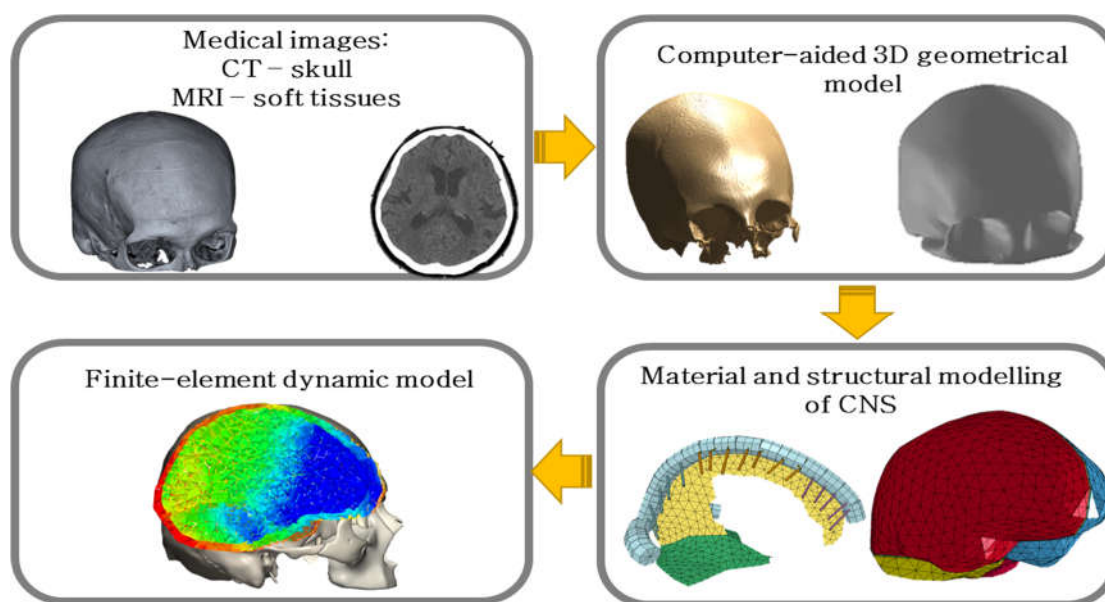 Medical images:
CT – skull
MRI – soft tissues
Computer-aided 3D geometrical
model
Material and structural modelling
of CNS
Finite-element dynamic model